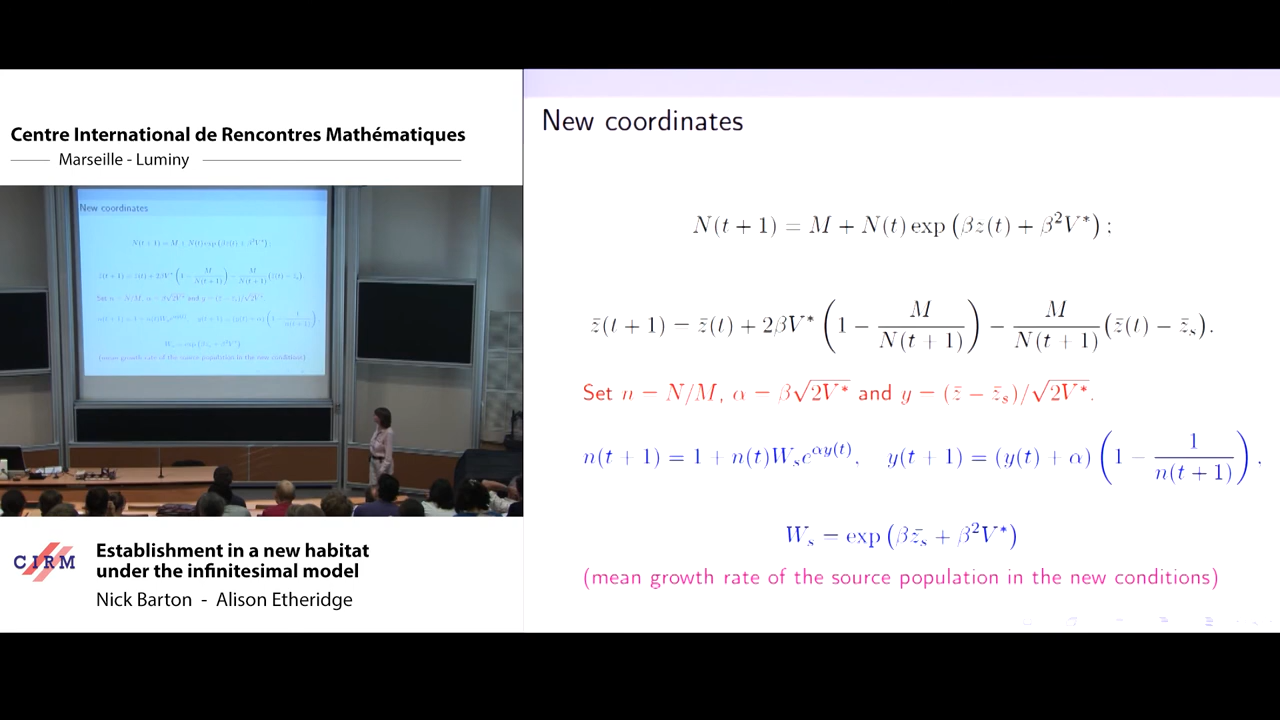 Centre International de Rencontres Mathématiques
Marseille - Luminy
New coordinates
CIRM
Establishment in a new habitat
under the infinitesimal model
Nick Barton - Alison Etheridge
New coordinates
N(t + 1) = M + N(t) exp (βz(t) + β²V*) ;
z̄(t + 1) = z̄(t) + 2βV* (1 − M/N(t + 1)) − M/N(t + 1) (z̄(t) − z̄ₛ).
Set n = N/M, α = β√2V* and y = (z̄ − z̄ₛ)/√2V*.
n(t + 1) = 1 + n(t)Wₛe^αy(t), y(t + 1) = (y(t) + α) (1 − 1/n(t + 1)),
Wₛ = exp (βz̄ₛ + β²V*)
(mean growth rate of the source population in the new conditions)